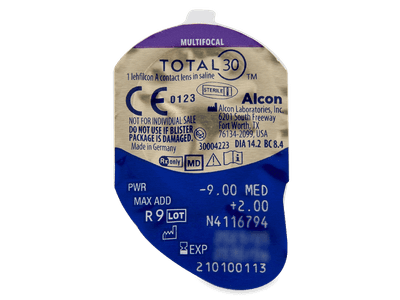 MULTIFOCAL
TOTAL30™
1 lehfilcon A contact lens in saline
STERILE
CE 0123
Alcon
Alcon Laboratories, Inc.
6201 South Freeway
Fort Worth, TX
76134-2099, USA
NOT FOR INDIVIDUAL SALE
DO NOT USE IF BLISTER
PACKAGE IS DAMAGED.
Made in Germany
30004223 DIA 14.2 BC 8.4
Rx only MD
PWR -9.00 MED
MAX ADD +2.00
R9 LOT N4116794
EXP
210100113